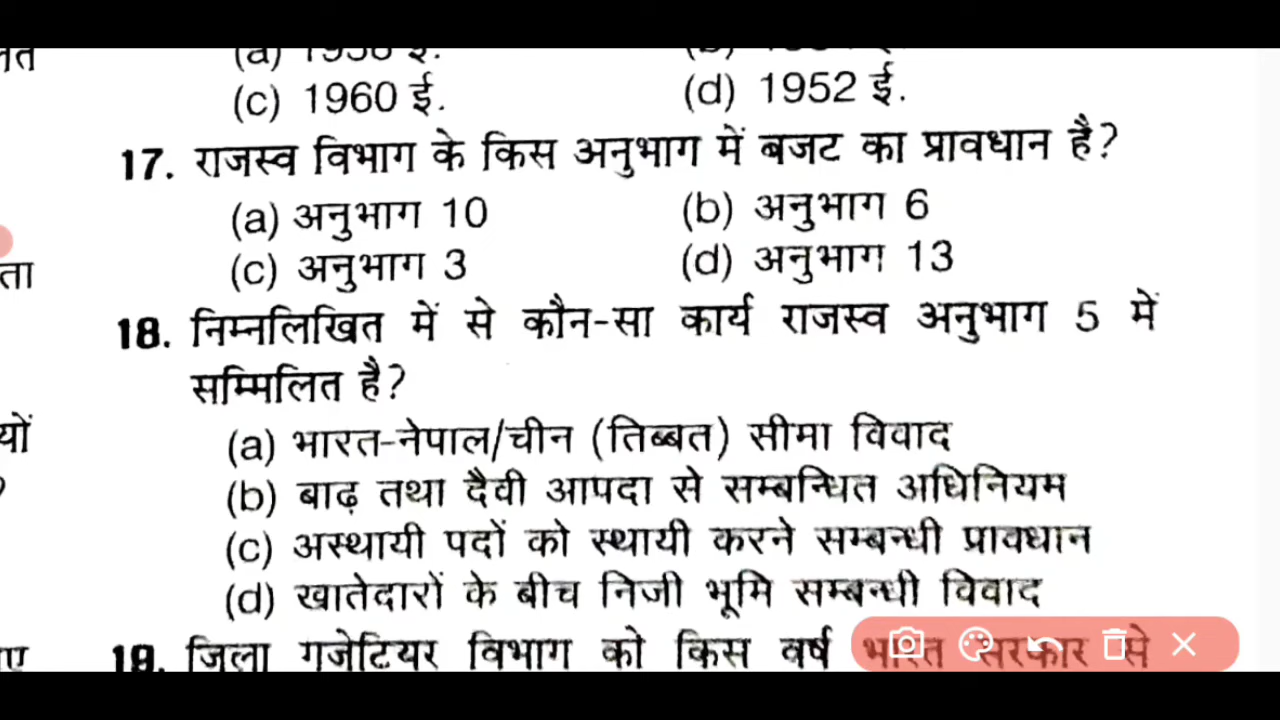 (c) 1960 ई.
(d) 1952 ई.
17. राजस्व विभाग के किस अनुभाग में बजट का प्रावधान है?
(a) अनुभाग 10
(b) अनुभाग 6
(c) अनुभाग 3
(d) अनुभाग 13
ता
18. निम्नलिखित में से कौन-सा कार्य राजस्व अनुभाग 5 में
सम्मिलित है?
यों
(a) भारत-नेपाल/चीन (तिब्बत) सीमा विवाद
(b) बाढ़ तथा दैवी आपदा से सम्बन्धित अधिनियम
(c) अस्थायी पदों को स्थायी करने सम्बन्धी प्रावधान
(d) खातेदारों के बीच निजी भूमि सम्बन्धी विवाद
19. जिला गजेटियर विभाग को किस वर्ष भारत सरकार से